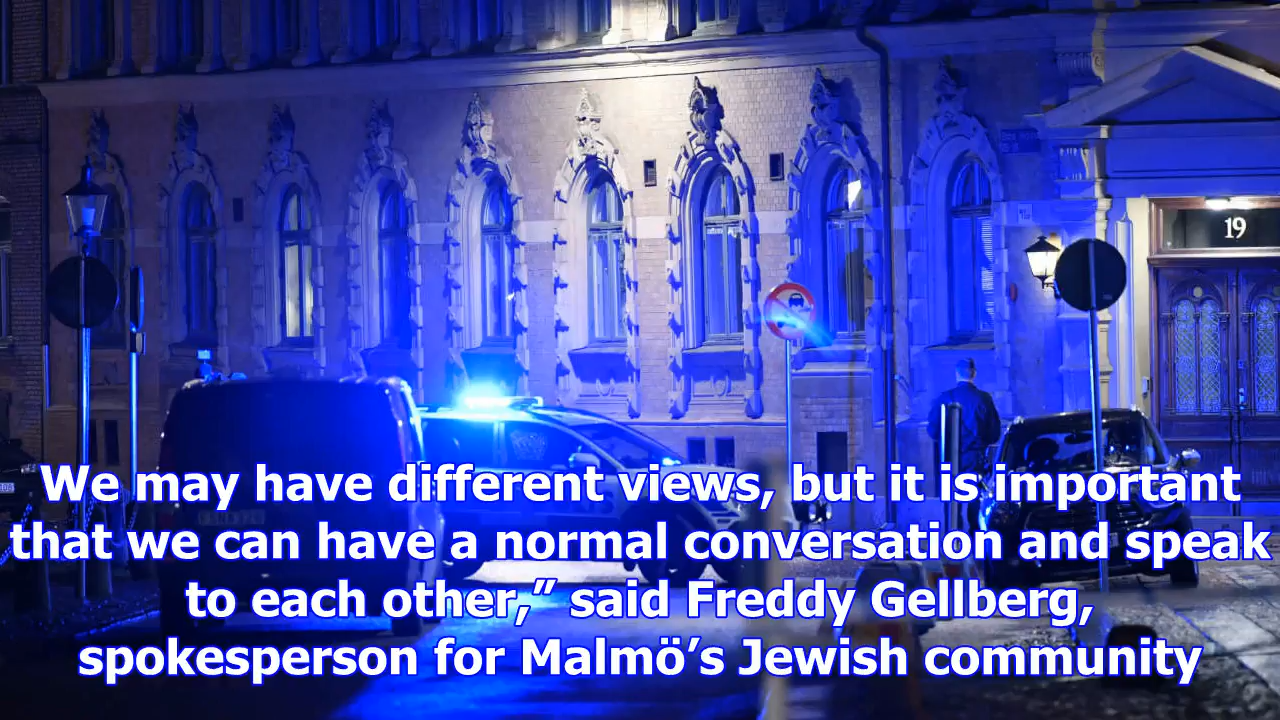 19
We may have different views, but it is important
that we can have a normal conversation and speak
to each other,” said Freddy Gellberg,
spokesperson for Malmö’s Jewish community